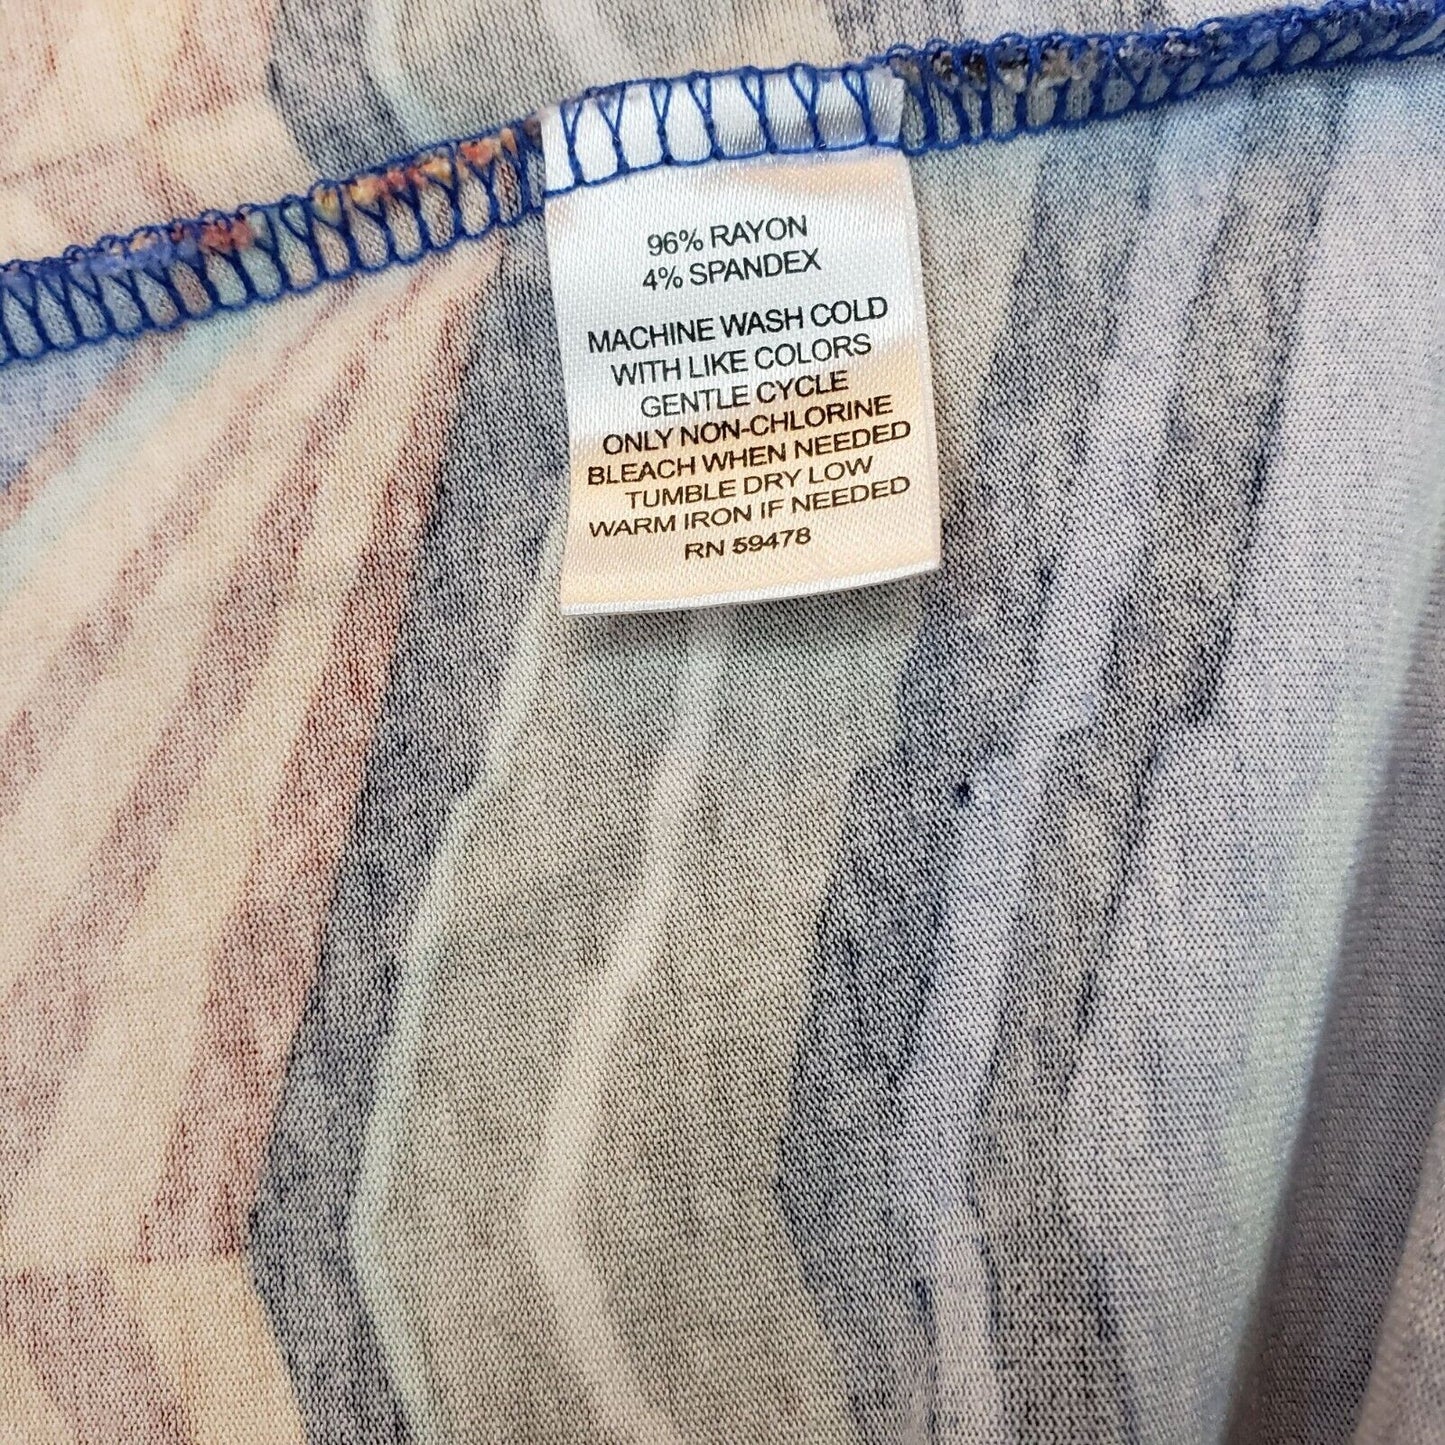 96% RAYON
4% SPANDEX
MACHINE WASH COLD
WITH LIKE COLORS
GENTLE CYCLE
ONLY NON-CHLORINE
BLEACH WHEN NEEDED
TUMBLE DRY LOW
WARM IRON IF NEEDED
RN 59478